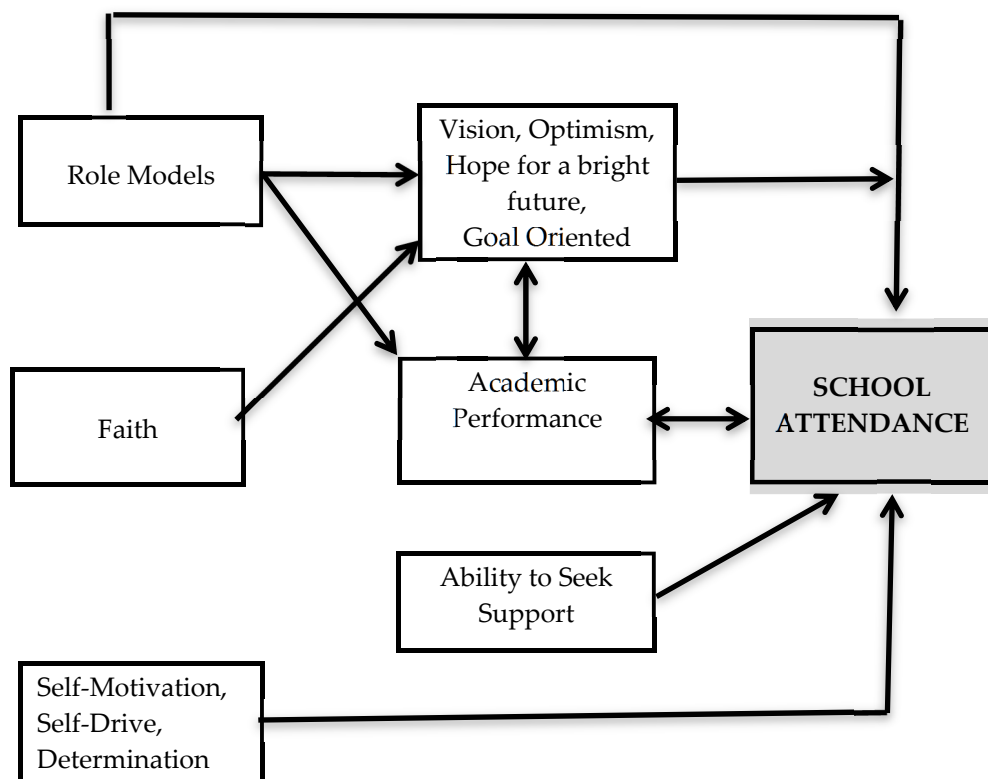 Role Models
Vision, Optimism,
Hope for a bright
future,
Goal Oriented
Faith
Academic
Performance
SCHOOL
ATTENDANCE
Ability to Seek
Support
Self-Motivation,
Self-Drive,
Determination